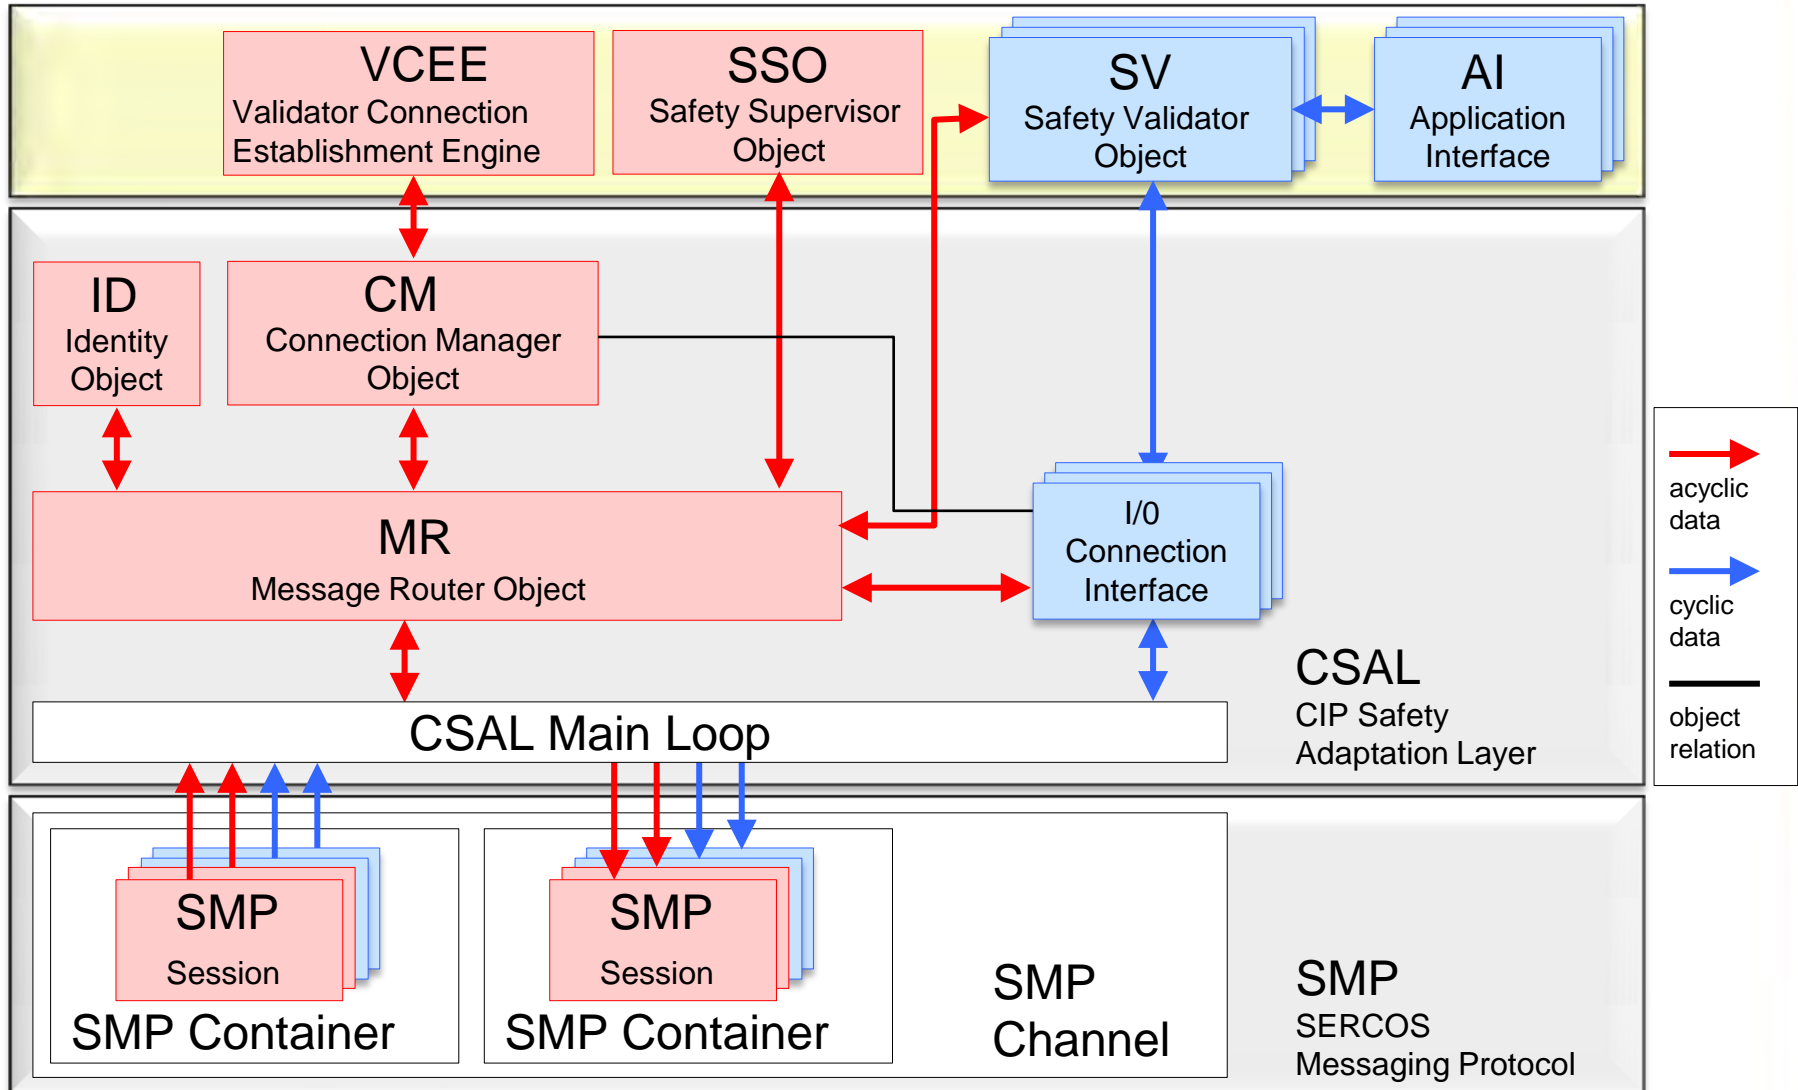 VCEE
Validator Connection
Establishment Engine
SSO
Safety Supervisor
Object
SV
Safety Validator
Object
AI
Application
Interface
ID
Identity
Object
CM
Connection Manager
Object
MR
Message Router Object
I/0
Connection
Interface
CSAL
CIP Safety
Adaptation Layer
CSAL Main Loop
SMP
Session
SMP Container
SMP
Session
SMP Container
SMP
Channel
SMP
SERCOS
Messaging Protocol
acyclic
data
cyclic
data
object
relation